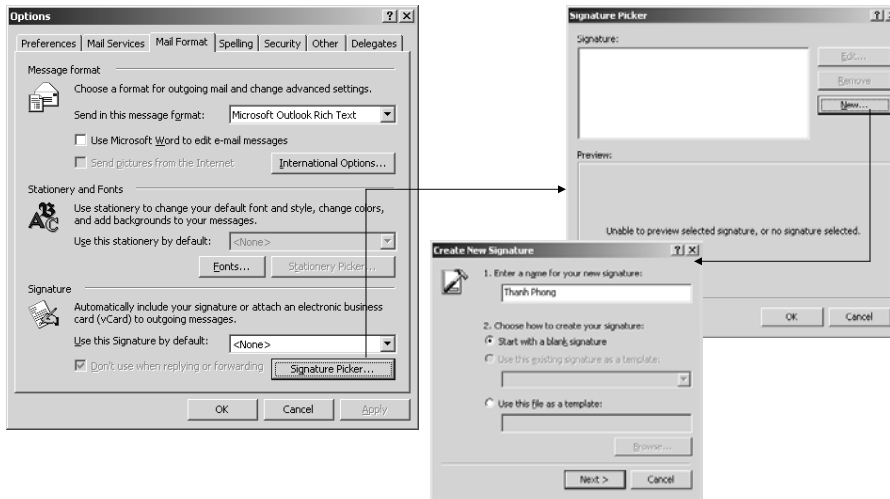 Options
Preferences Mail Services Mail Format Spelling Security Other Delegates
Message format
Choose a format for outgoing mail and change advanced settings.
Send in this message format: Microsoft Outlook Rich Text
Use Microsoft Word to edit e-mail messages
Send pictures from the Internet International Options...
Stationery and Fonts
Use stationery to change your default font and style, change colors,
and add backgrounds to your messages.
Use this stationery by default: <None>
Fonts... Stationery Picker...
Signature
Automatically include your signature or attach an electronic business
card (vCard) to outgoing messages.
Use this Signature by default: <None>
Don't use when replying or forwarding Signature Picker...
OK Cancel Apply
Signature Picker
Signature:
Edit...
Remove
New...
Preview:
Unable to preview selected signature, or no signature selected.
OK Cancel
Create New Signature
1. Enter a name for your new signature:
Thanh Phong
2. Choose how to create your signature:
Start with a blank signature
Use this existing signature as a template:
Use this file as a template:
Browse...
Next > Cancel